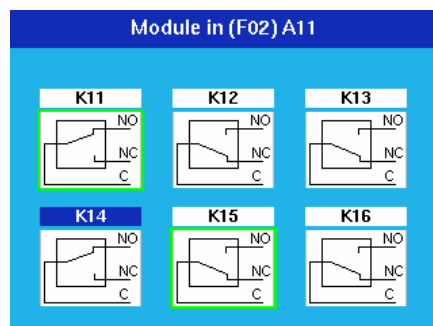 Module in (F02) A11
K11 K12 K13
NO NO NO
NC NC NC
C C C
K14 K15 K16
NO NO NO
NC NC NC
C C C